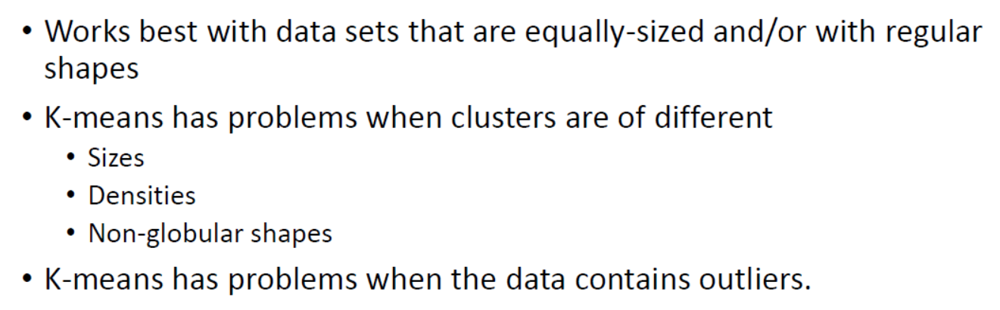 • Works best with data sets that are equally-sized and/or with regular
shapes
• K-means has problems when clusters are of different
• Sizes
• Densities
• Non-globular shapes
• K-means has problems when the data contains outliers.